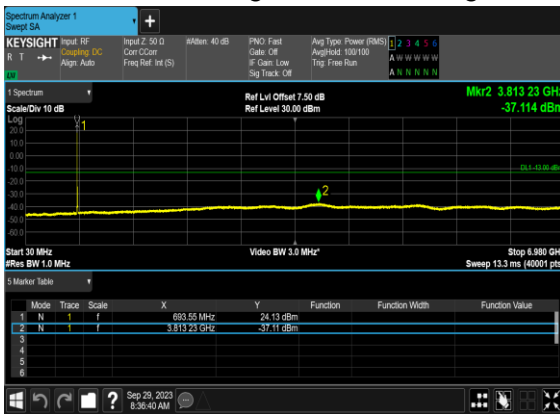 Spectrum Analyzer 1
Swept SA
+
KEYSIGHT Input: RF Input Z: 50 Ω #Atten: 40 dB PNO: Fast Avg Type: Power (RMS) 1 2 3 4 5 6
R T Coupling: DC Corr CCorr Gate: Off Avg|Hold: 100/100 A W W W W W
Align: Auto Freq Ref: Int (S) IF Gain: Low Trig: Free Run
Sig Track: Off A N N N N N
1 Spectrum Ref Lvl Offset 7.50 dB Mkr2 3.813 23 GHz
Scale/Div 10 dB Ref Level 30.00 dBm -37.114 dBm
Log
1
20.0
10.0
0.00
-10.0
DL1 -13.00 dBm
-20.0
-30.0
2
-40.0
-50.0
-60.0
Start 30 MHz Video BW 3.0 MHz* Stop 6.980 GHz
#Res BW 1.0 MHz Sweep 13.3 ms (40001 pts)
5 Marker Table
Mode Trace Scale X Y Function Function Width Function Value
1 N 1 f 693.55 MHz 24.13 dBm
2 N 1 f 3.813 23 GHz -37.11 dBm
3
4
5
6
? Sep 29, 2023
8:36:40 AM